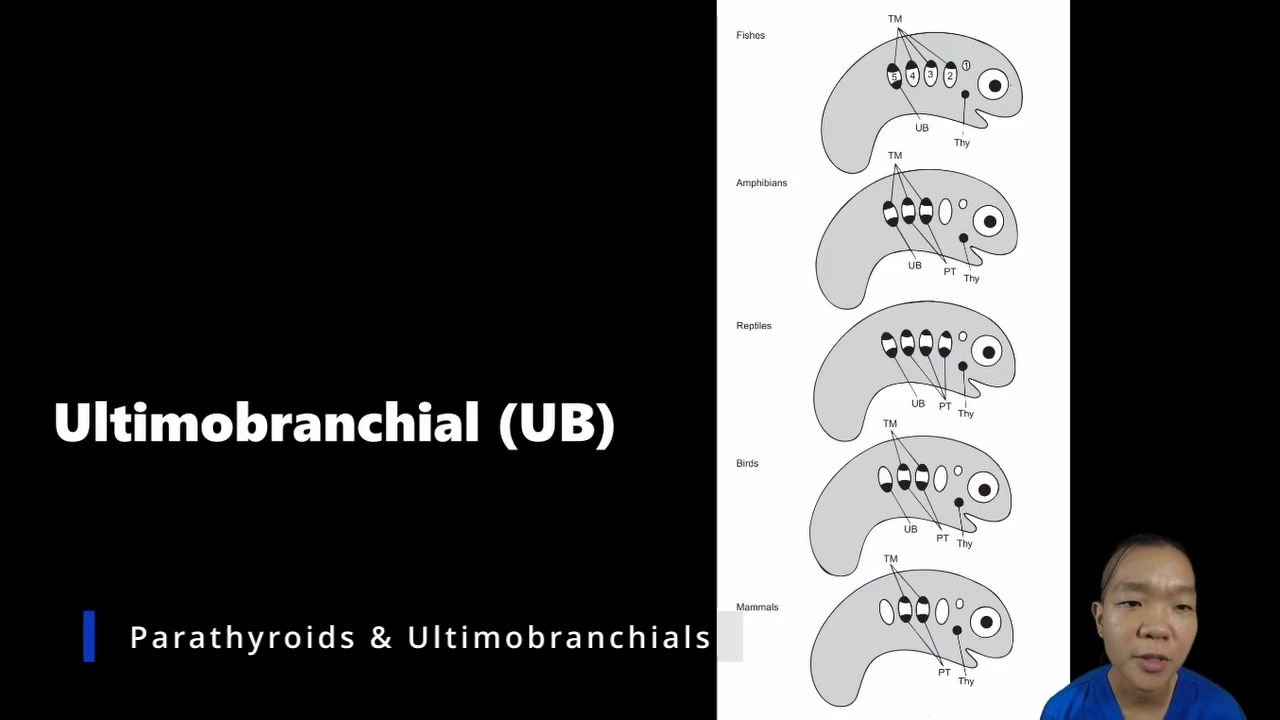 Ultimobranchial (UB)
Parathyroids & Ultimobranchials
Fishes
TM
5 4 3 2 1
UB
Thy
Amphibians
TM
UB PT Thy
Reptiles
UB PT Thy
Birds
TM
UB PT Thy
Mammals
TM
PT Thy